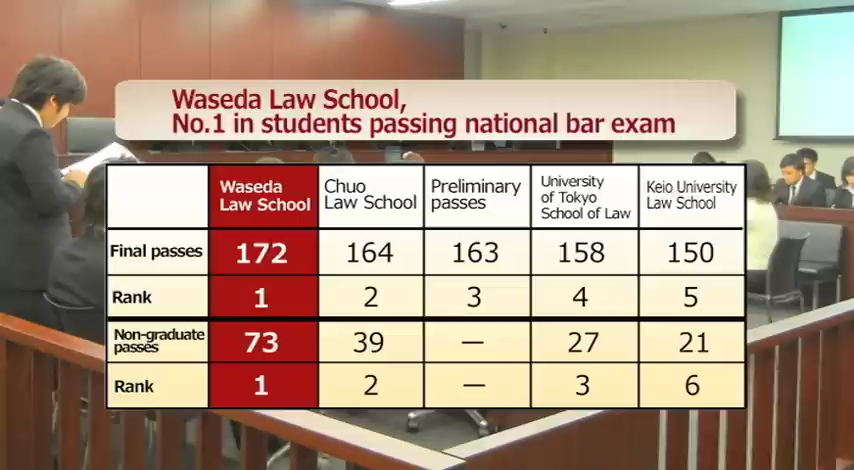 Waseda Law School,
No.1 in students passing national bar exam
Waseda
Law School
Chuo
Law School
Preliminary
passes
University
of Tokyo
School of Law
Keio University
Law School
Final passes 172 164 163 158 150
Rank 1 2 3 4 5
Non-graduate
passes
73 39 — 27 21
Rank 1 2 — 3 6